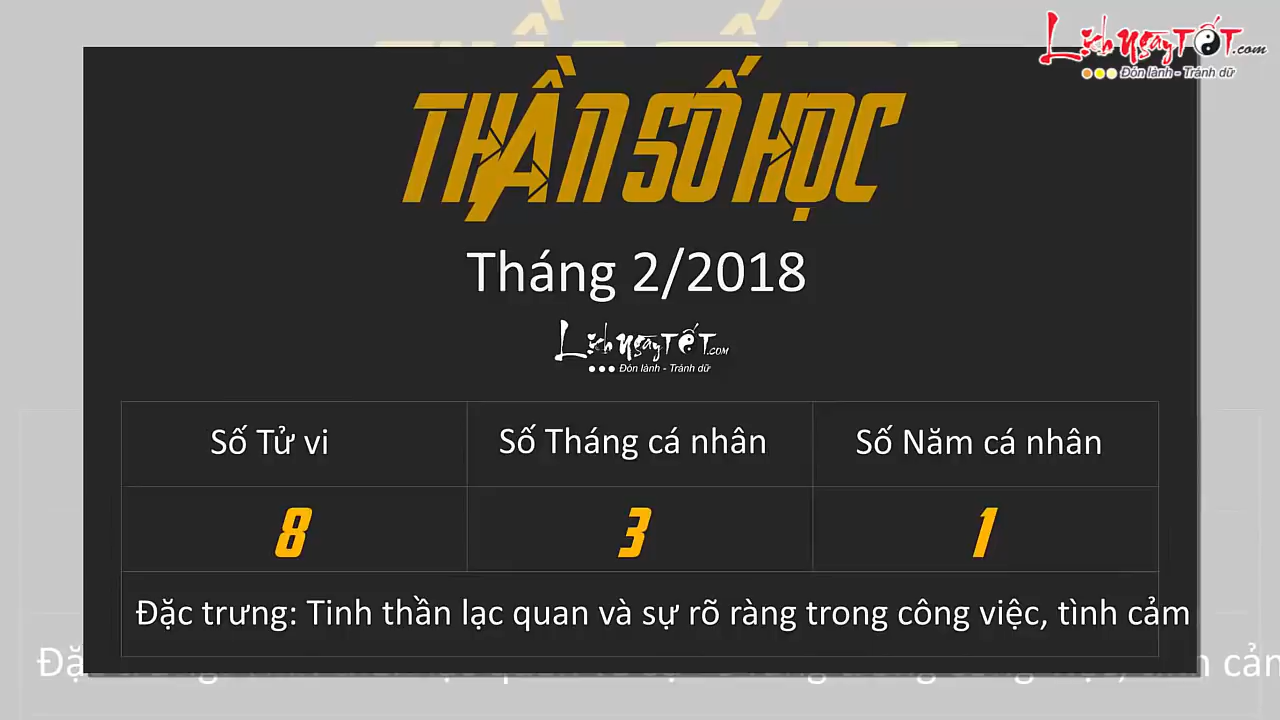 LịchNgàyTỐT.com
Đón lành - Tránh dữ
THẦN SỐ HỌC
Tháng 2/2018
LịchNgàyTỐT.COM
Đón lành - Tránh dữ
Số Tử vi Số Tháng cá nhân Số Năm cá nhân
8 3 1
Đặc trưng: Tinh thần lạc quan và sự rõ ràng trong công việc, tình cảm